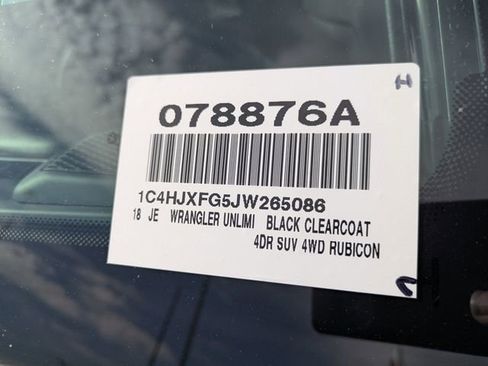 078876A
1C4HJXFG5JW265086
18 JE WRANGLER UNLIMI BLACK CLEARCOAT
4DR SUV 4WD RUBICON